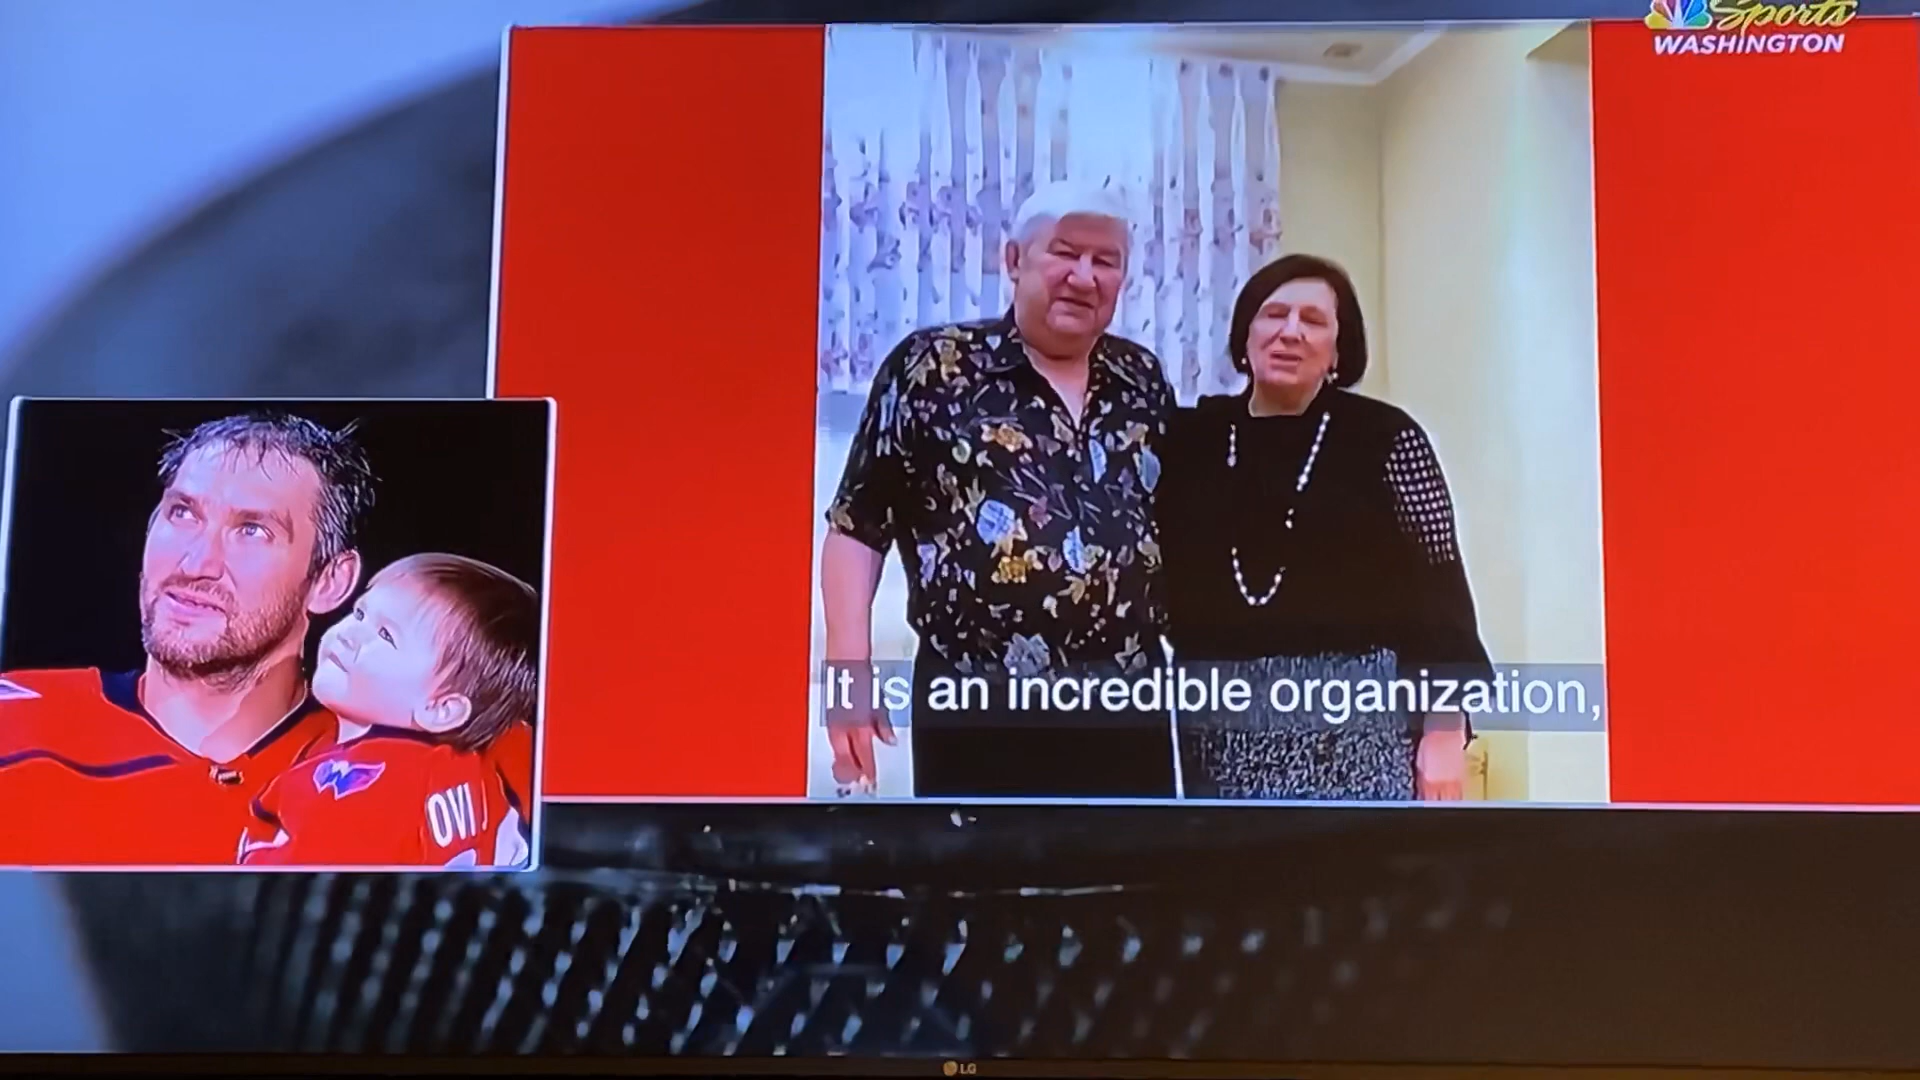 Sports
WASHINGTON
It is an incredible organization,
OVI
LG